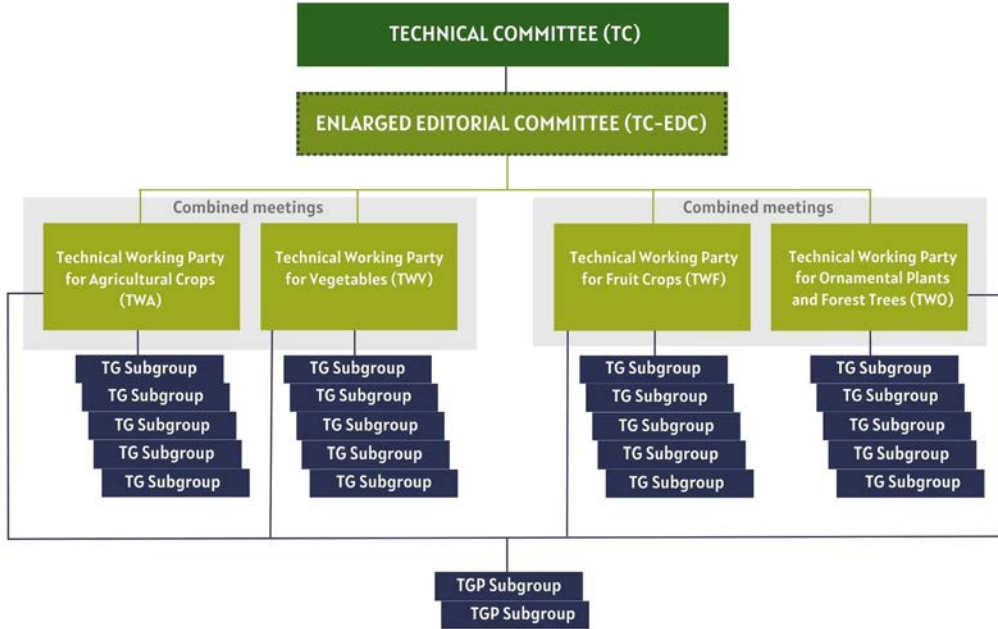 TECHNICAL COMMITTEE (TC)
ENLARGED EDITORIAL COMMITTEE (TC-EDC)
Combined meetings
Technical Working Party
for Agricultural Crops
(TWA)
Technical Working Party
for Vegetables (TWV)
TG Subgroup
TG Subgroup
TG Subgroup
TG Subgroup
TG Subgroup
TG Subgroup
TG Subgroup
TG Subgroup
TG Subgroup
TG Subgroup
Combined meetings
Technical Working Party
for Fruit Crops (TWF)
Technical Working Party
for Ornamental Plants
and Forest Trees (TWO)
TG Subgroup
TG Subgroup
TG Subgroup
TG Subgroup
TG Subgroup
TG Subgroup
TG Subgroup
TG Subgroup
TG Subgroup
TG Subgroup
TGP Subgroup
TGP Subgroup